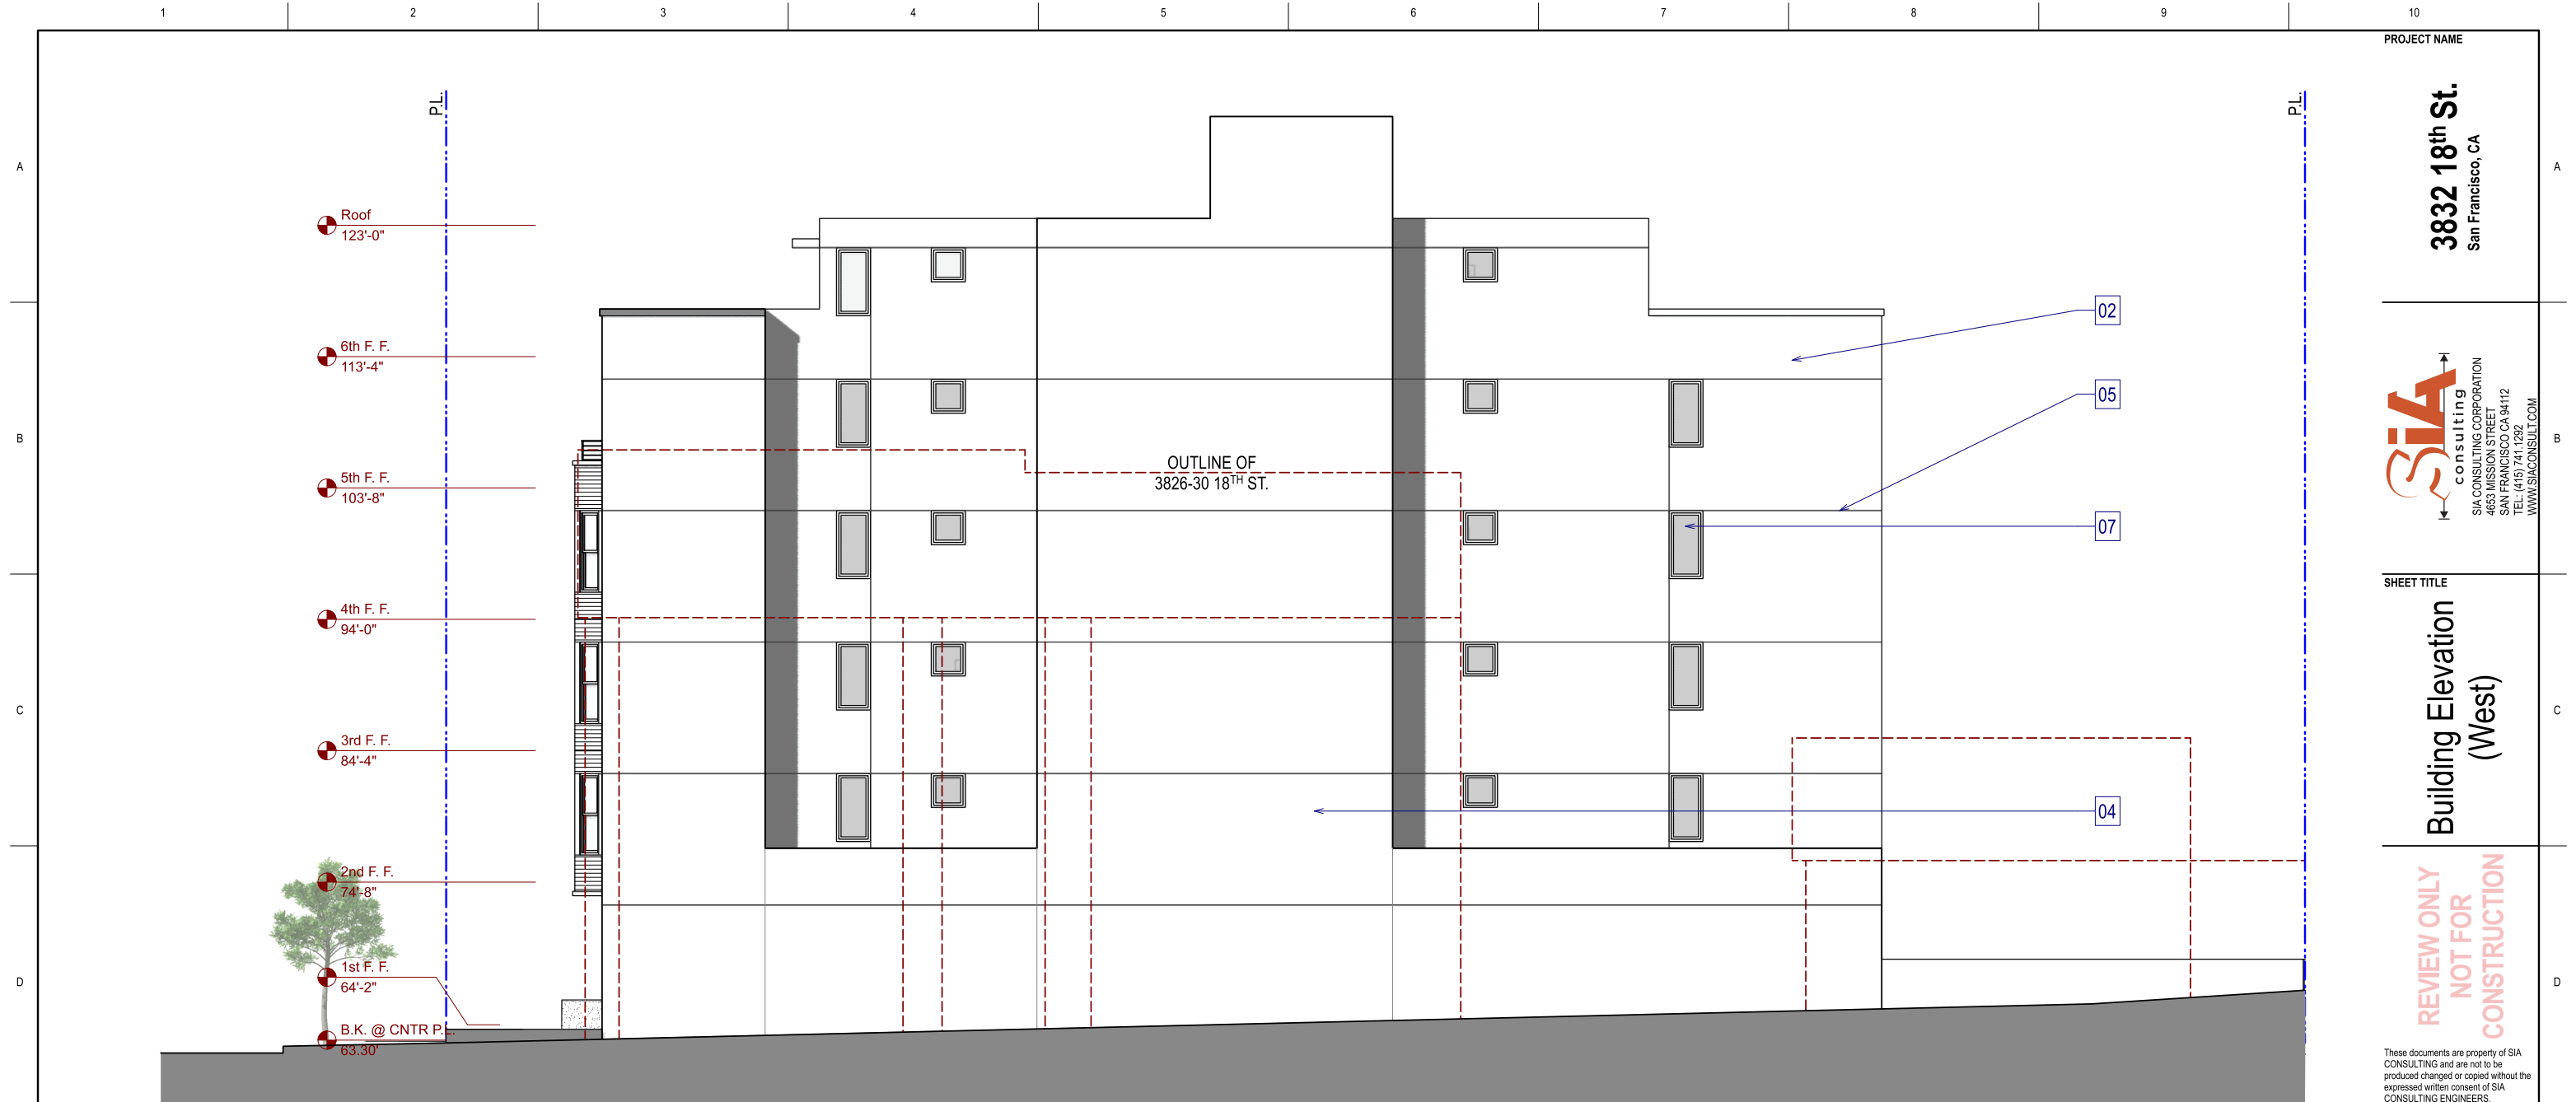 1 2 3 4 5 6 7 8 9 10
A
B
C
D
P.L.
P.L.
Roof
123'-0"
6th F. F.
113'-4"
5th F. F.
103'-8"
4th F. F.
94'-0"
3rd F. F.
84'-4"
2nd F. F.
74'-8"
1st F. F.
64'-2"
B.K. @ CNTR P.L.
63.30'
OUTLINE OF
3826-30 18TH ST.
02
05
07
04
PROJECT NAME
3832 18th St.
San Francisco, CA
SiA
consulting
SIA CONSULTING CORPORATION
4653 MISSION STREET
SAN FRANCISCO CA 94112
TEL: (415) 741.1292
WWW.SIACONSULT.COM
SHEET TITLE
Building Elevation
(West)
REVIEW ONLY
NOT FOR
CONSTRUCTION
These documents are property of SIA
CONSULTING and are not to be
produced changed or copied without the
expressed written consent of SIA
CONSULTING ENGINEERS.
A
B
C
D